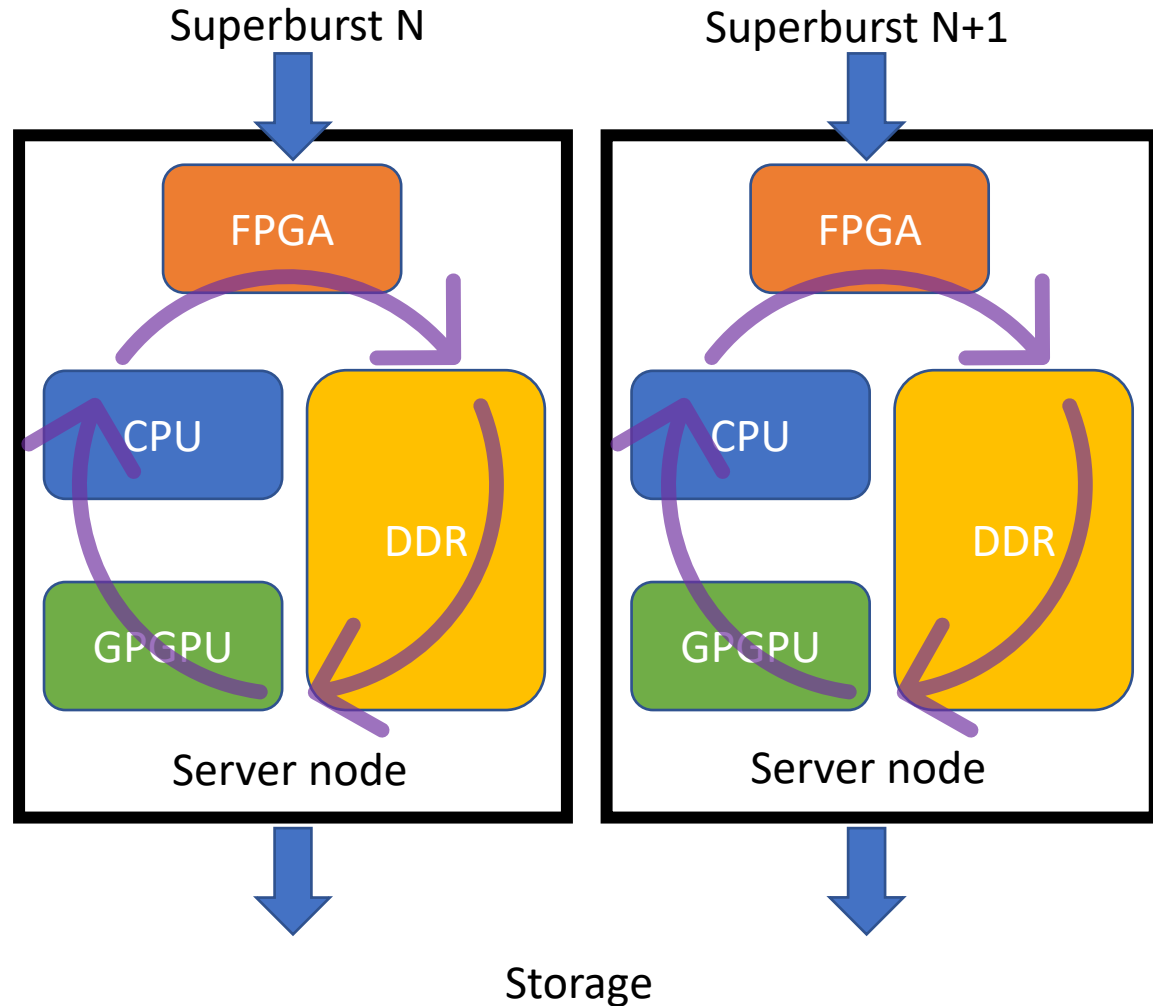 Superburst N
Superburst N+1
FPGA
FPGA
CPU
CPU
DDR
DDR
GPGPU
GPGPU
Server node
Server node
Storage